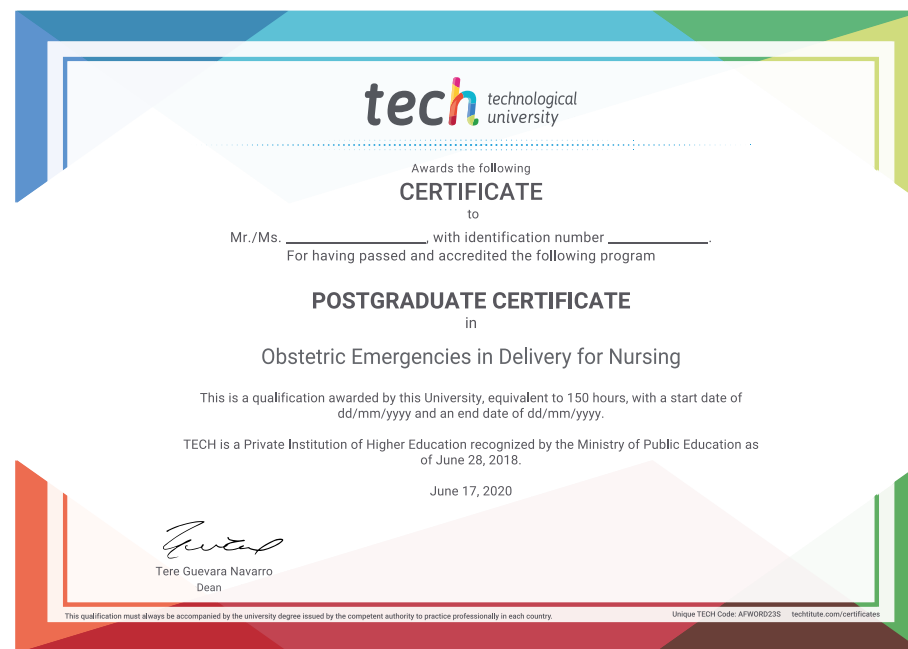 tech technological
university
Awards the following
CERTIFICATE
to
Mr./Ms. ____________________, with identification number ______________.
For having passed and accredited the following program
POSTGRADUATE CERTIFICATE
in
Obstetric Emergencies in Delivery for Nursing
This is a qualification awarded by this University, equivalent to 150 hours, with a start date of
dd/mm/yyyy and an end date of dd/mm/yyyy.
TECH is a Private Institution of Higher Education recognized by the Ministry of Public Education as
of June 28, 2018.
June 17, 2020
Tere Guevara Navarro
Dean
This qualification must always be accompanied by the university degree issued by the competent authority to practice professionally in each country.
Unique TECH Code: AFWORD23S techtitute.com/certificates